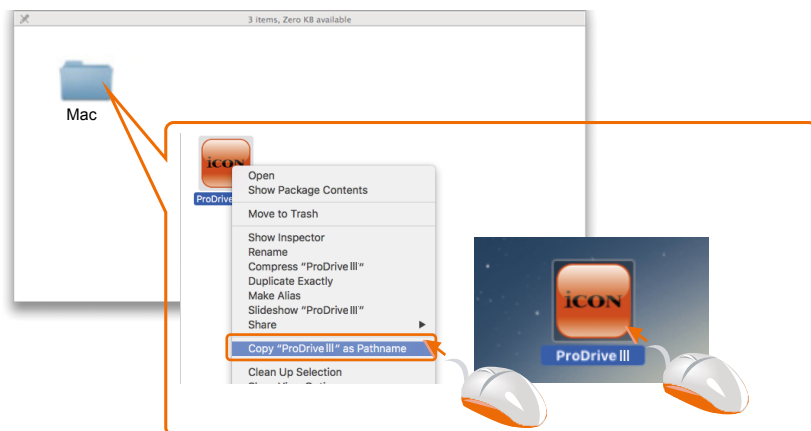 3 items, Zero KB available
Mac
icon
ProDrive
Open
Show Package Contents
Move to Trash
Show Inspector
Rename
Compress “ProDrive III”
Duplicate Exactly
Make Alias
Slideshow “ProDrive III”
Share
Copy “ProDrive III” as Pathname
Clean Up Selection
icon
ProDrive III